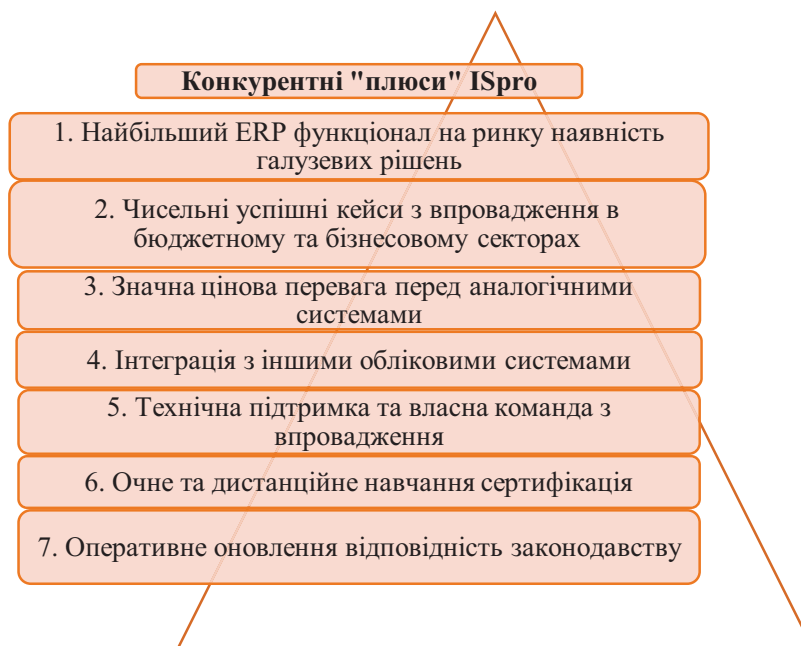 Конкурентні "плюси" ISpro
1. Найбільший ERP функціонал на ринку наявність
галузевих рішень
2. Чисельні успішні кейси з впровадження в
бюджетному та бізнесовому секторах
3. Значна цінова перевага перед аналогічними
системами
4. Інтеграція з іншими обліковими системами
5. Технічна підтримка та власна команда з
впровадження
6. Очне та дистанційне навчання сертифікація
7. Оперативне оновлення відповідність законодавству